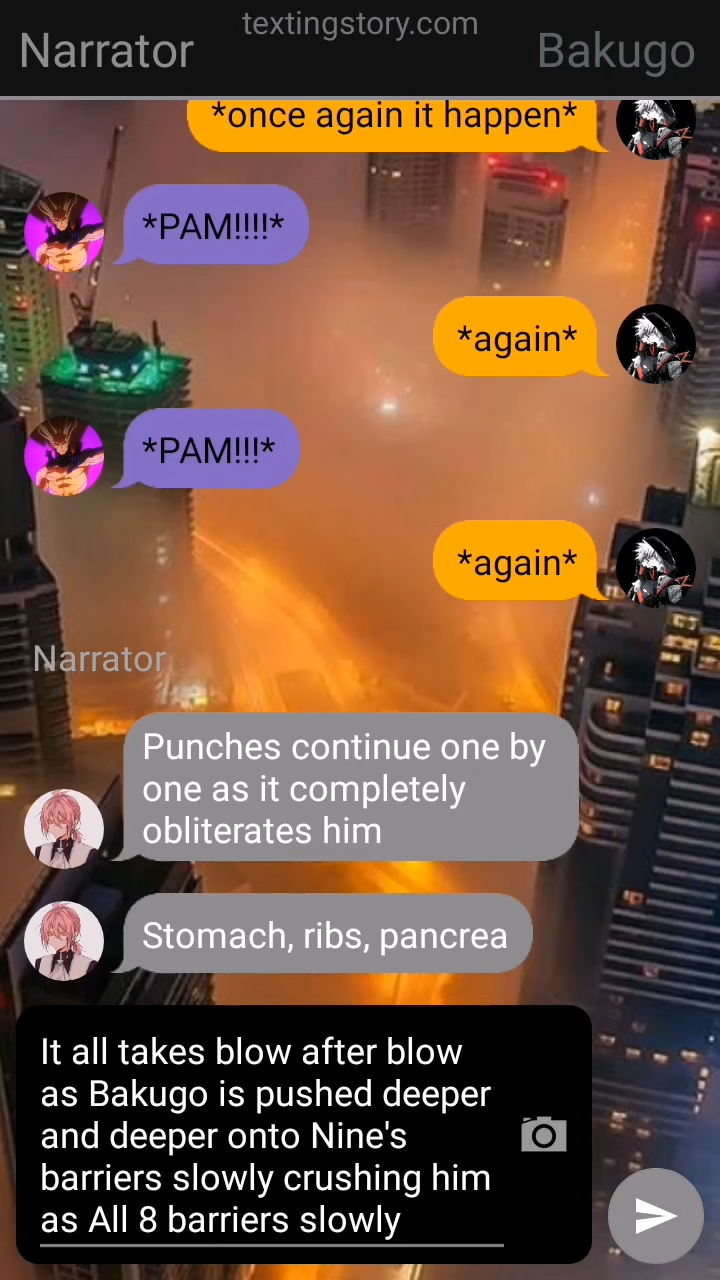 textingstory.com
Narrator
Bakugo
*once again it happen*
*PAM!!!!*
*again*
*PAM!!!*
*again*
Narrator
Punches continue one by
one as it completely
obliterates him
Stomach, ribs, pancrea
It all takes blow after blow
as Bakugo is pushed deeper
and deeper onto Nine's
barriers slowly crushing him
as All 8 barriers slowly